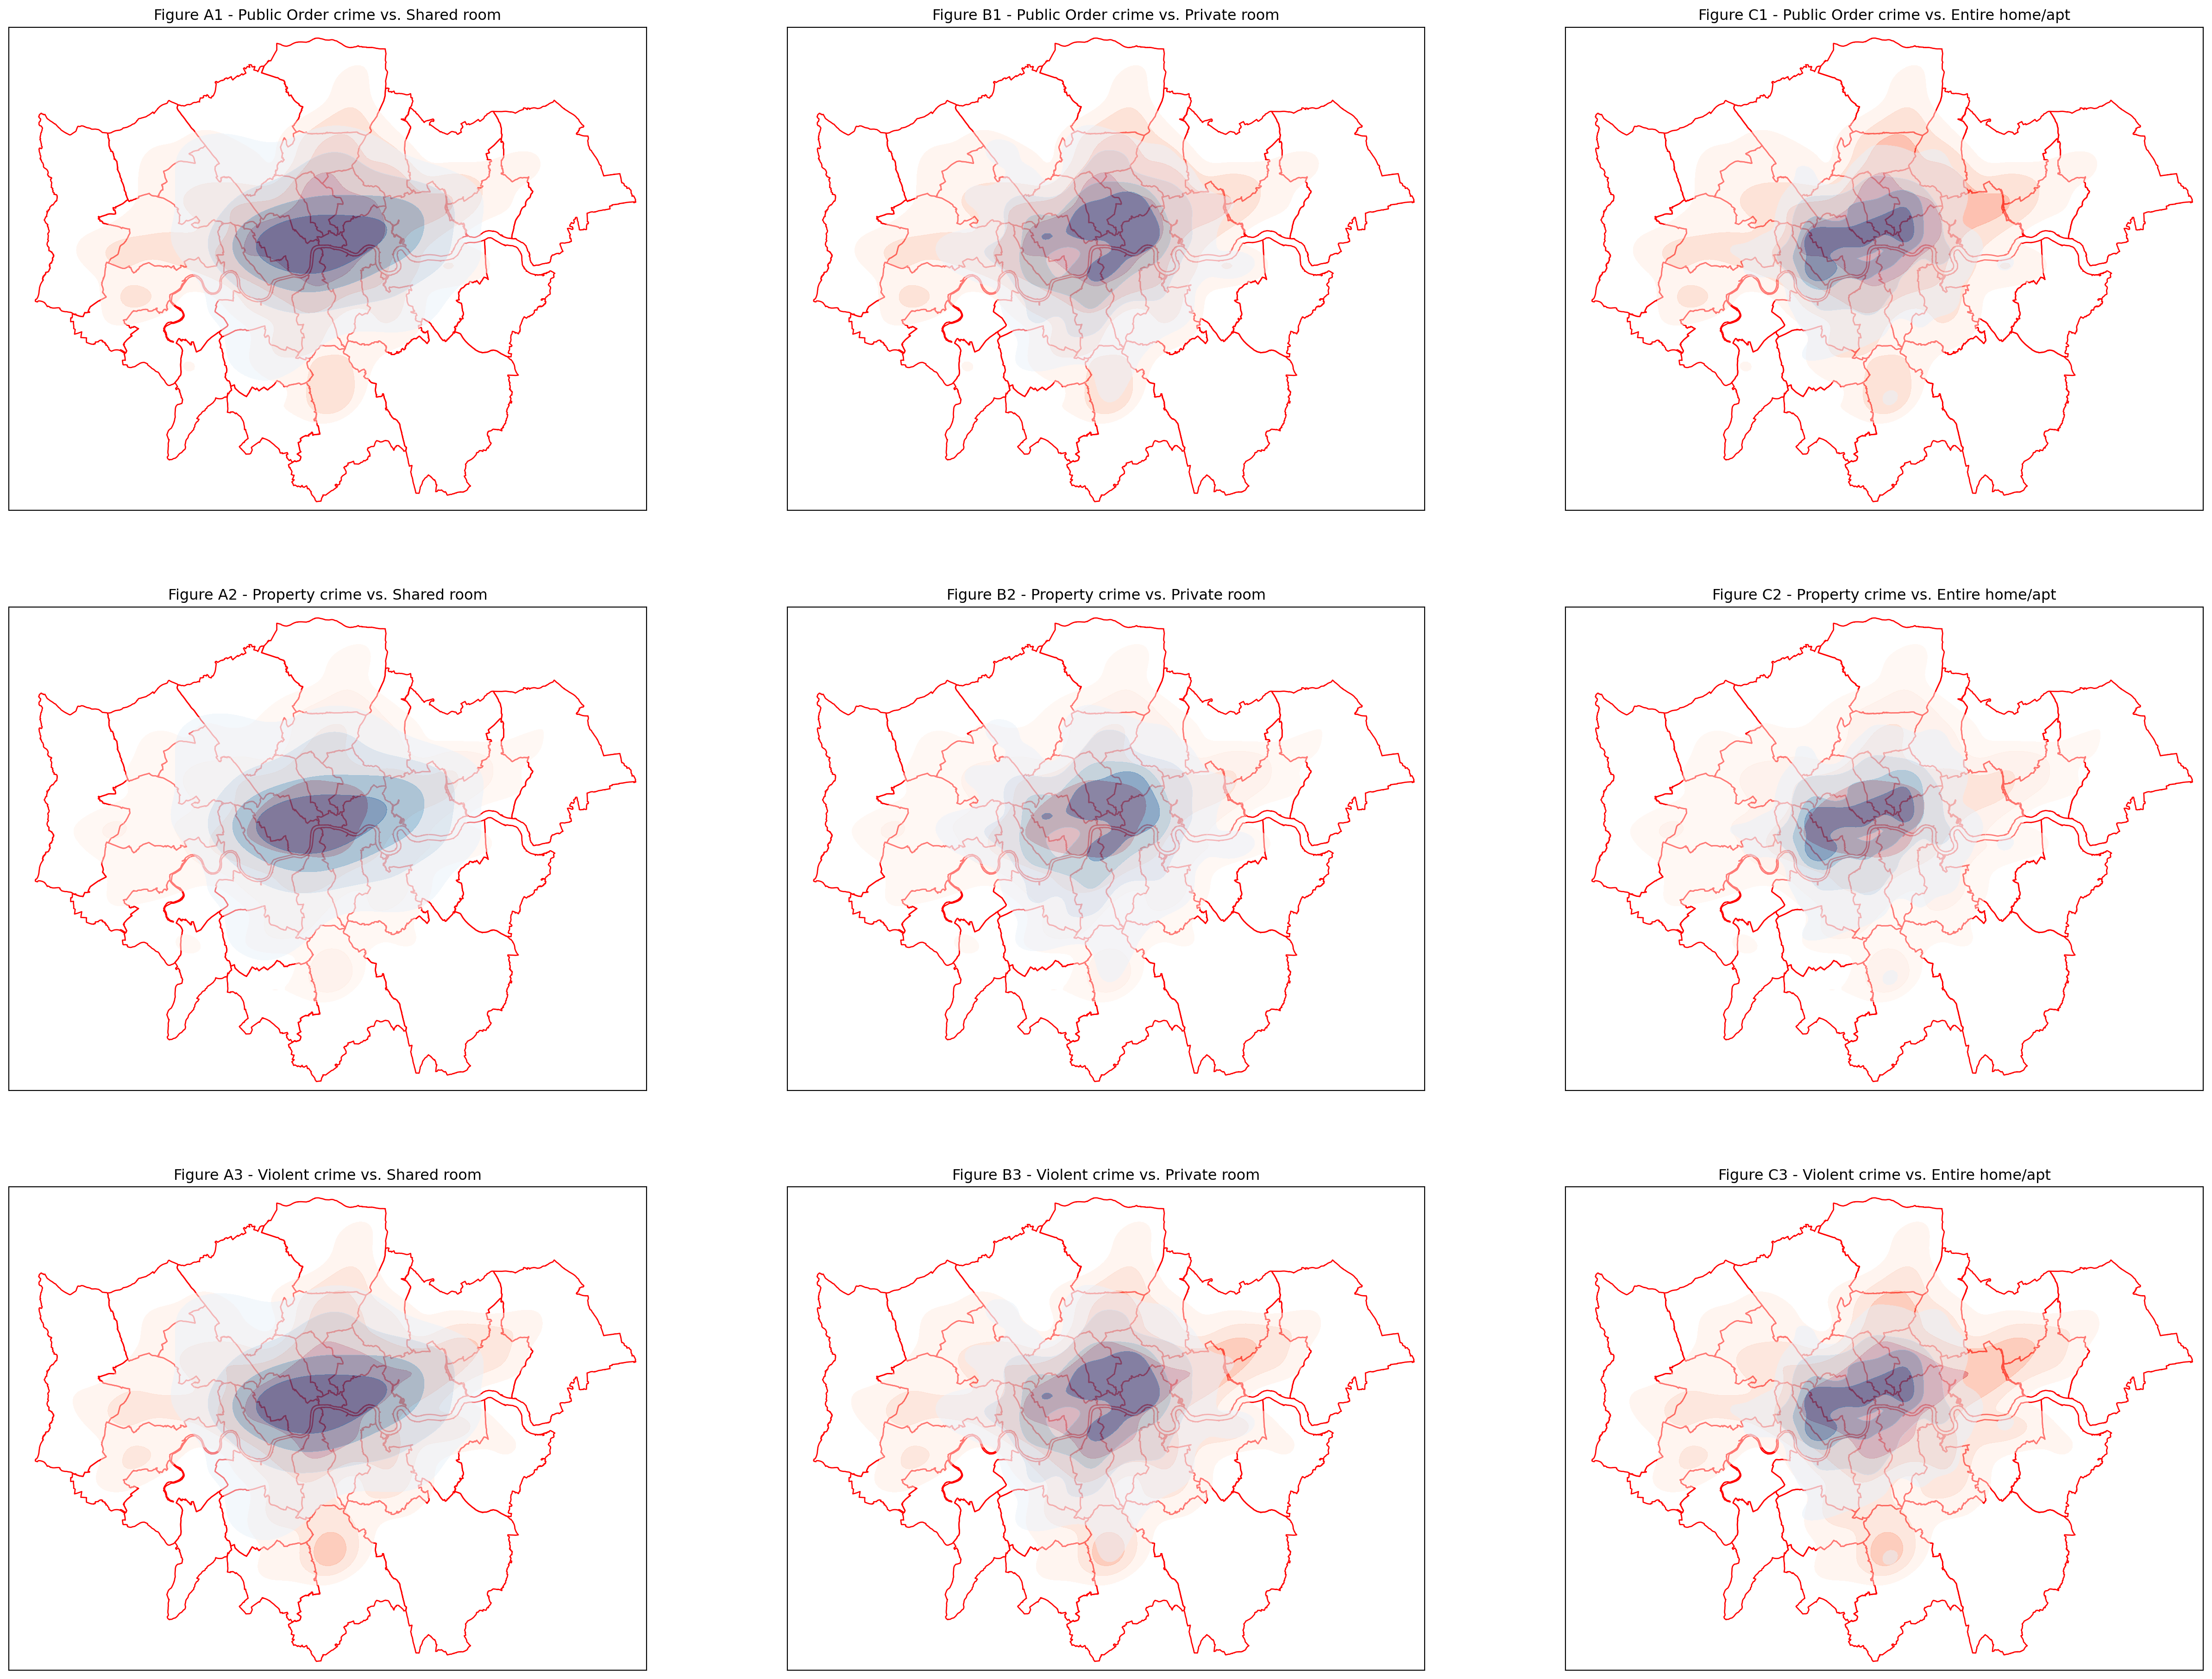 Figure A1 - Public Order crime vs. Shared room
Figure B1 - Public Order crime vs. Private room
Figure C1 - Public Order crime vs. Entire home/apt
Figure A2 - Property crime vs. Shared room
Figure B2 - Property crime vs. Private room
Figure C2 - Property crime vs. Entire home/apt
Figure A3 - Violent crime vs. Shared room
Figure B3 - Violent crime vs. Private room
Figure C3 - Violent crime vs. Entire home/apt